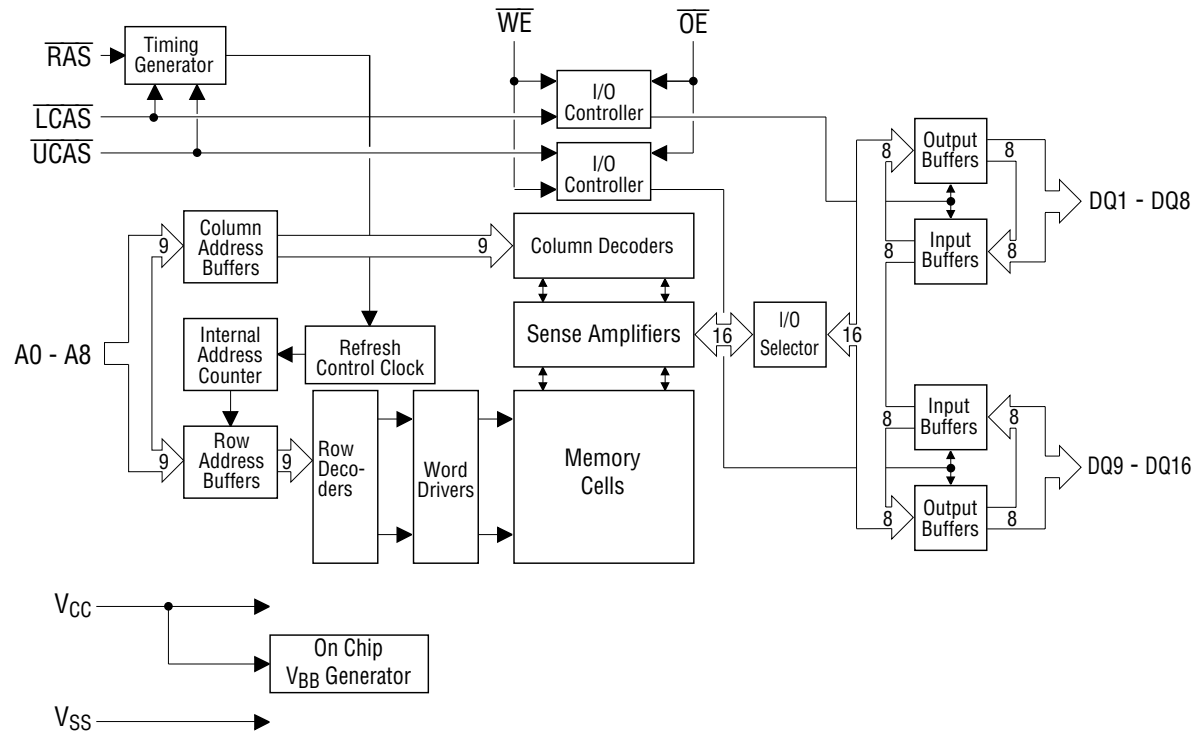 WE
OE
RAS
Timing
Generator
LCAS
UCAS
I/O
Controller
I/O
Controller
Column
Address
Buffers
9
9
Column Decoders
Sense Amplifiers
16
I/O
Selector
16
A0 - A8
Internal
Address
Counter
Refresh
Control Clock
9
Row
Address
Buffers
9
Row
Deco-
ders
Word
Drivers
Memory
Cells
8
Output
Buffers
8
DQ1 - DQ8
8
Input
Buffers
8
8
Input
Buffers
8
DQ9 - DQ16
8
Output
Buffers
8
VCC
On Chip
VBB Generator
VSS